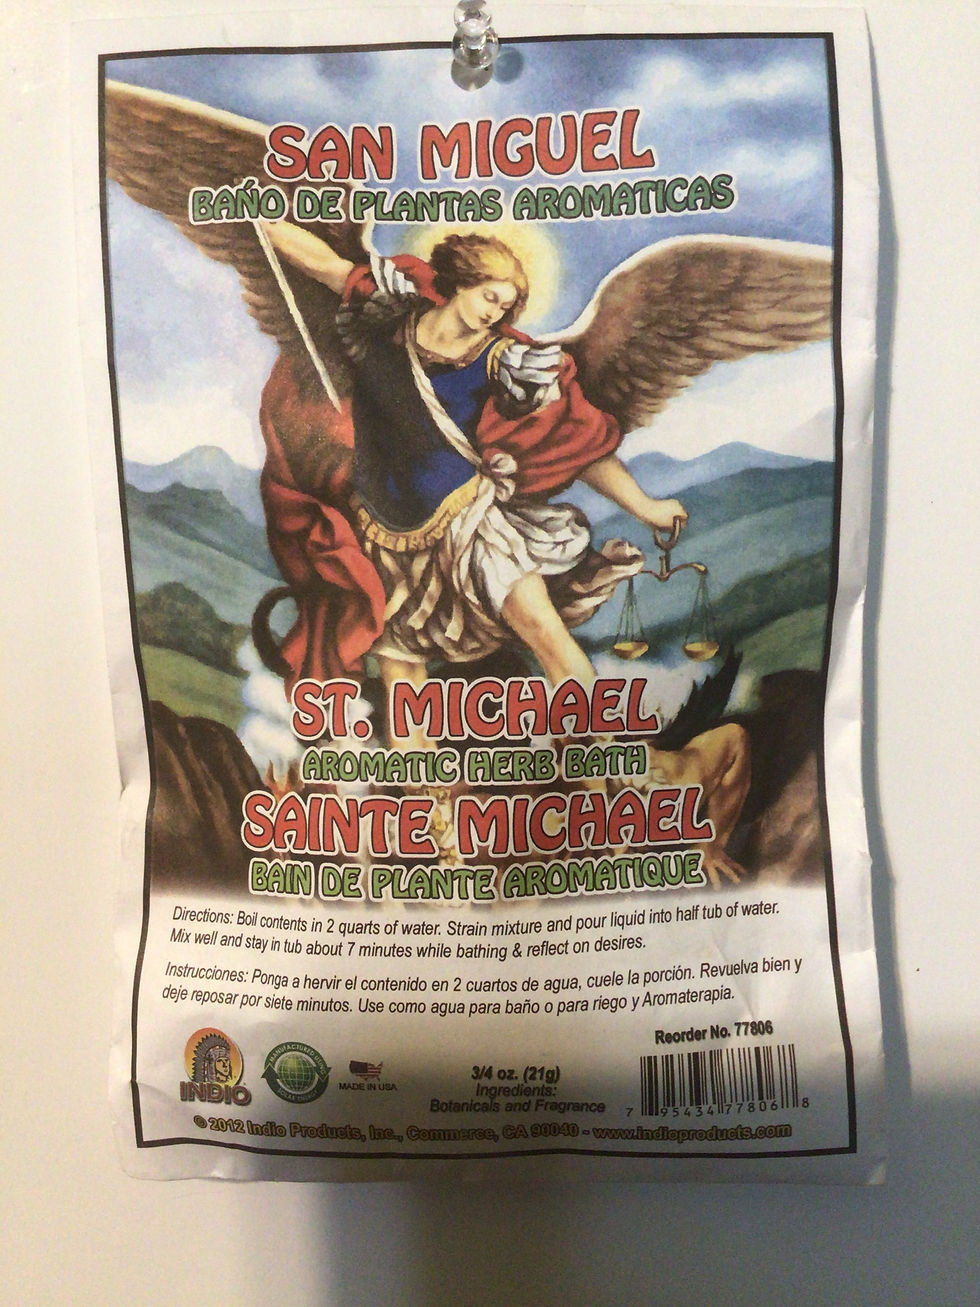 SAN MIGUEL
BAÑO DE PLANTAS AROMATICAS
ST. MICHAEL
AROMATIC HERB BATH
SAINTE MICHAEL
BAIN DE PLANTE AROMATIQUE
Directions: Boil contents in 2 quarts of water. Strain mixture and pour liquid into half tub of water.
Mix well and stay in tub about 7 minutes while bathing & reflect on desires.
Instrucciones: Ponga a hervir el contenido en 2 cuartos de agua, cuele la porción. Revuelva bien y
deje reposar por siete minutos. Use como agua para baño o para riego y Aromaterapia.
INDIO
MANUFACTURED USING
SOLAR ENERGY
MADE IN USA
3/4 oz. (21g)
Ingredients:
Botanicals and Fragrance
Reorder No. 77806
7 95434 77806 8
© 2012 Indio Products, Inc., Commerce, CA 90040 - www.indioproducts.com